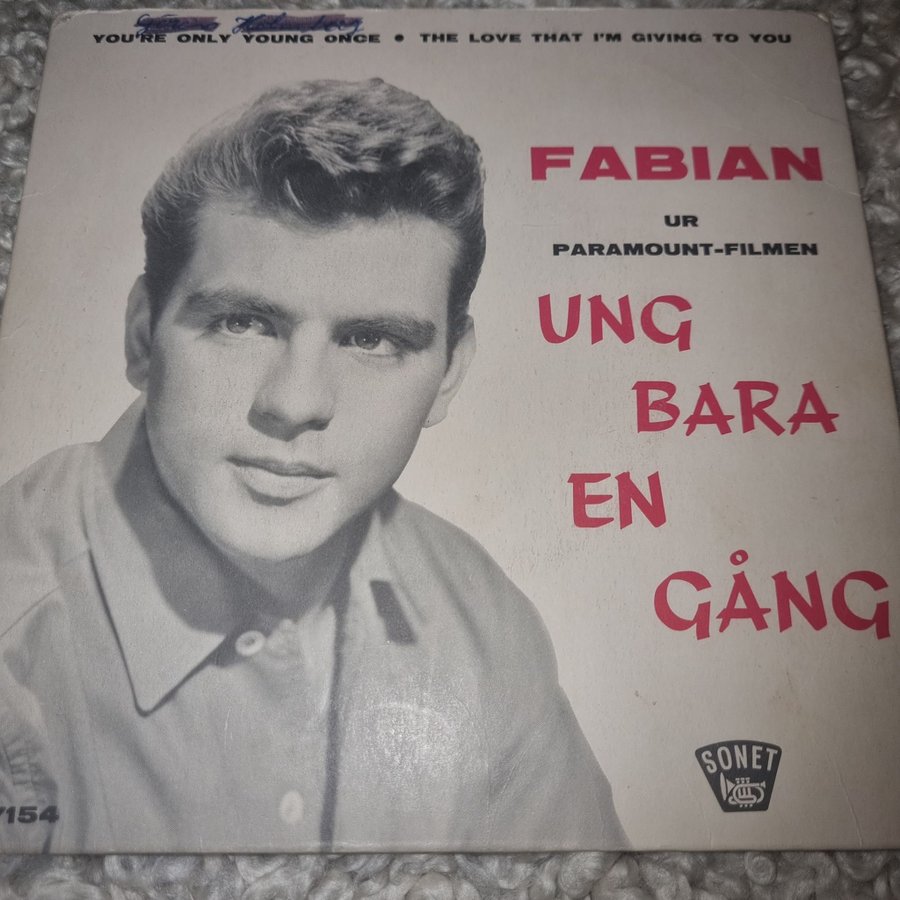 YOU'RE ONLY YOUNG ONCE • THE LOVE THAT I'M GIVING TO YOU
FABIAN
UR
PARAMOUNT-FILMEN
UNG
BARA
EN
GÅNG
SONET
7154